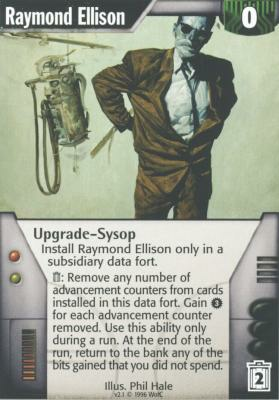 Raymond Ellison
0
Upgrade-Sysop
Install Raymond Ellison only in a
subsidiary data fort.
: Remove any number of
advancement counters from cards
installed in this data fort. Gain 3
for each advancement counter
removed. Use this ability only
during a run. At the end of the
run, return to the bank any of the
bits gained that you did not spend.
Illus. Phil Hale
v2.1 © 1996 WotC
2